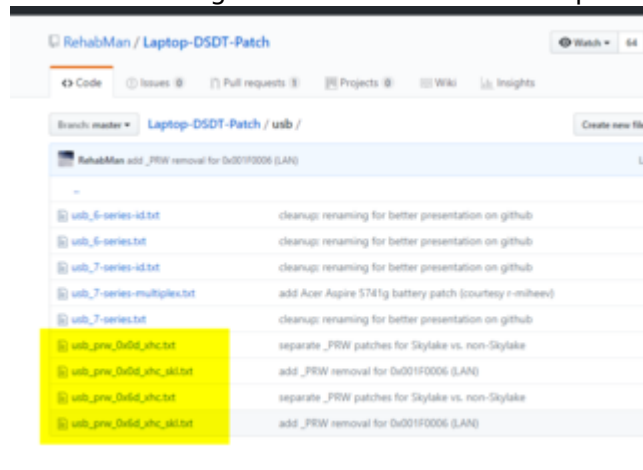 RehabMan / Laptop-DSDT-Patch
Watch 64
Code Issues 0 Pull requests 1 Projects 0 Wiki Insights
Branch: master Laptop-DSDT-Patch / usb / Create new file
RehabMan add _PRW removal for 0x001F0006 (LAN)
..
usb_6-series-id.txt cleanup: renaming for better presentation on github
usb_6-series.txt cleanup: renaming for better presentation on github
usb_7-series-id.txt cleanup: renaming for better presentation on github
usb_7-series-multiplex.txt add Acer Aspire 5741g battery patch (courtesy r-miheev)
usb_7-series.txt cleanup: renaming for better presentation on github
usb_prw_0x0d_xhc.txt separate _PRW patches for Skylake vs. non-Skylake
usb_prw_0x0d_xhc_skl.txt add _PRW removal for 0x001F0006 (LAN)
usb_prw_0x6d_xhc.txt separate _PRW patches for Skylake vs. non-Skylake
usb_prw_0x6d_xhc_skl.txt add _PRW removal for 0x001F0006 (LAN)